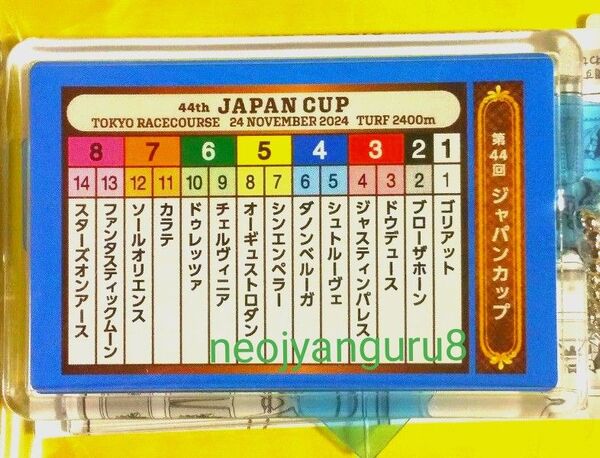 44th JAPAN CUP
TOKYO RACECOURSE 24 NOVEMBER 2024 TURF 2400m
8 7 6 5 4 3 2 1
14 13 12 11 10 9 8 7 6 5 4 3 2 1
第44回 ジャパンカップ
ゴリアット
ブローザホーン
ドウデュース
ジャスティンパレス
シュトルーヴェ
ダノンベルーガ
シンエンペラー
オーギュストロダン
チェルヴィニア
ドゥレッツァ
カラテ
ソールオリエンス
ファンタスティックムーン
スターズオンアース
neojyanguru8